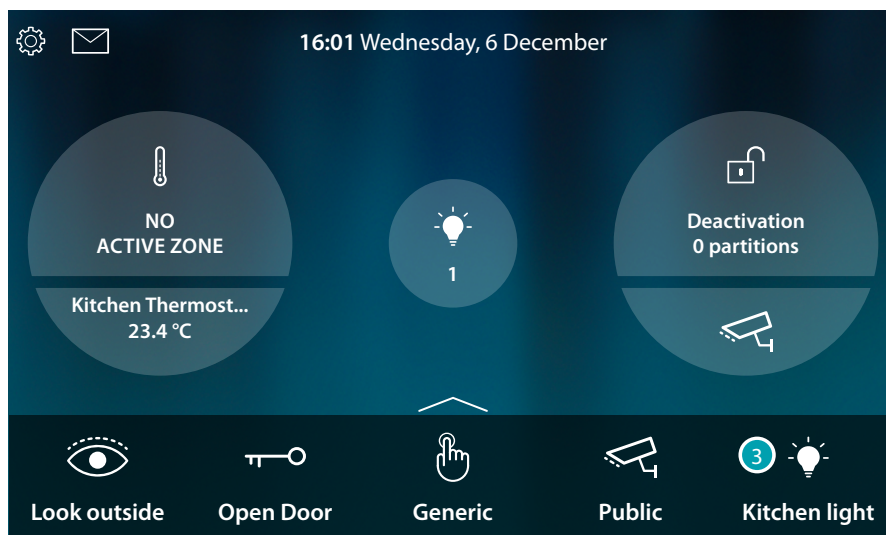 16:01 Wednesday, 6 December
NO
ACTIVE ZONE
Kitchen Thermost...
23.4 °C
1
Deactivation
0 partitions
Look outside
Open Door
Generic
Public
3
Kitchen light